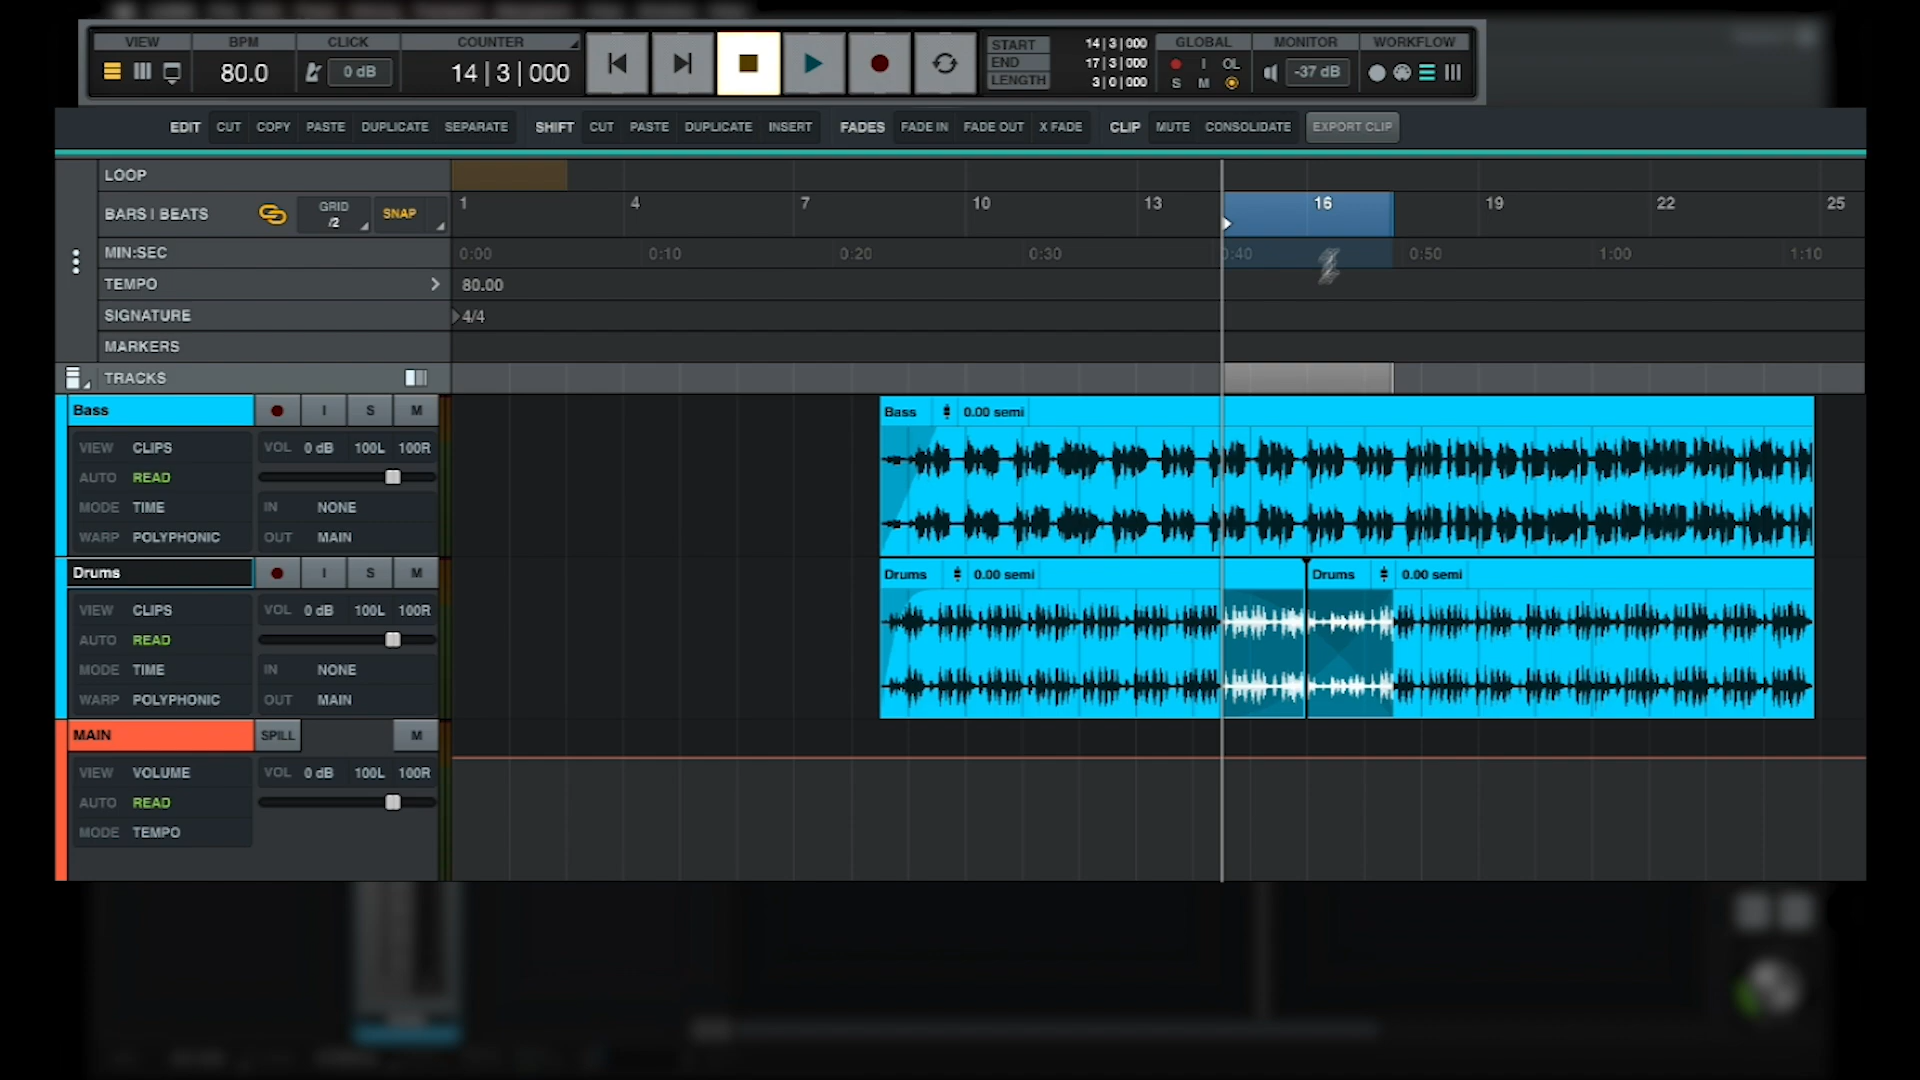 VIEW BPM CLICK COUNTER
80.0 0 dB 14 | 3 | 000
START 14 | 3 | 000
END 17 | 3 | 000
LENGTH 3 | 0 | 000
GLOBAL MONITOR WORKFLOW
I OL
S M
-37 dB
EDIT CUT COPY PASTE DUPLICATE SEPARATE SHIFT CUT PASTE DUPLICATE INSERT FADES FADE IN FADE OUT X FADE CLIP MUTE CONSOLIDATE EXPORT CLIP
LOOP
BARS | BEATS GRID /2 SNAP 1 4 7 10 13 16 19 22 25
MIN:SEC 0:00 0:10 0:20 0:30 0:40 0:50 1:00 1:10
TEMPO 80.00
SIGNATURE 4/4
MARKERS
TRACKS
Bass I S M Bass 0.00 semi
VIEW CLIPS VOL 0 dB 100L 100R
AUTO READ
MODE TIME IN NONE
WARP POLYPHONIC OUT MAIN
Drums I S M Drums 0.00 semi Drums 0.00 semi
VIEW CLIPS VOL 0 dB 100L 100R
AUTO READ
MODE TIME IN NONE
WARP POLYPHONIC OUT MAIN
MAIN SPILL M
VIEW VOLUME VOL 0 dB 100L 100R
AUTO READ
MODE TEMPO